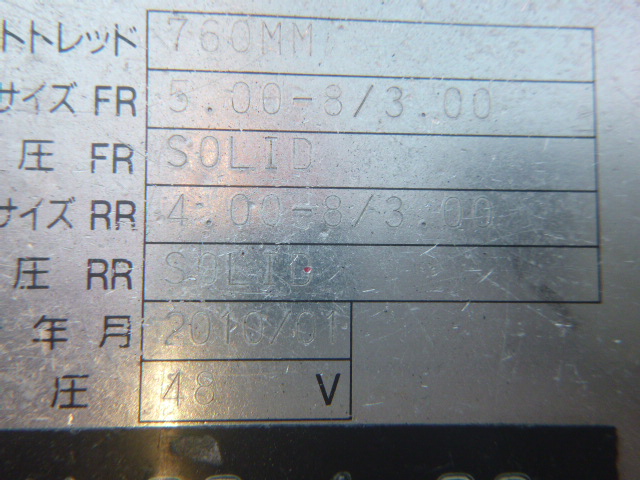 トトレッド 760MM
サイズ FR 5.00-8/3.00
圧 FR SOLID
サイズ RR 4.00-8/3.00
圧 RR SOLID
年月 2010/01
圧 48 V